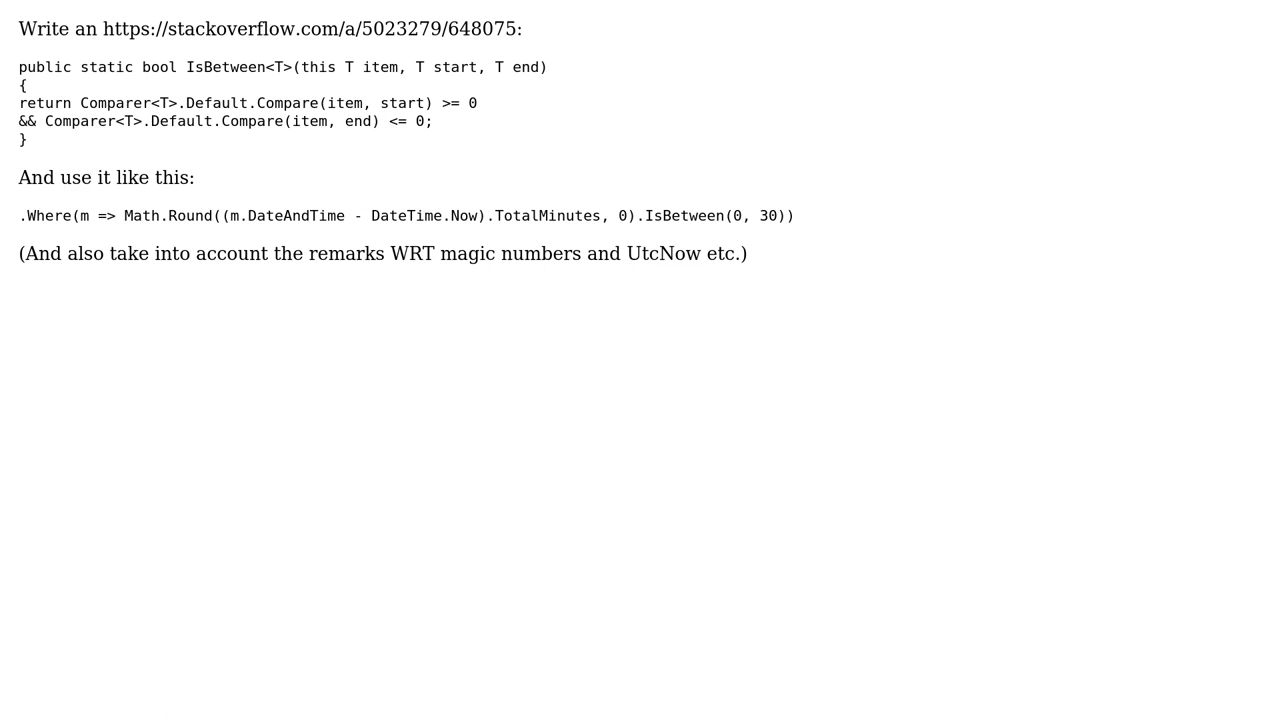 Write an https://stackoverflow.com/a/5023279/648075:
public static bool IsBetween<T>(this T item, T start, T end)
{
return Comparer<T>.Default.Compare(item, start) >= 0
&& Comparer<T>.Default.Compare(item, end) <= 0;
}
And use it like this:
.Where(m => Math.Round((m.DateAndTime - DateTime.Now).TotalMinutes, 0).IsBetween(0, 30))
(And also take into account the remarks WRT magic numbers and UtcNow etc.)